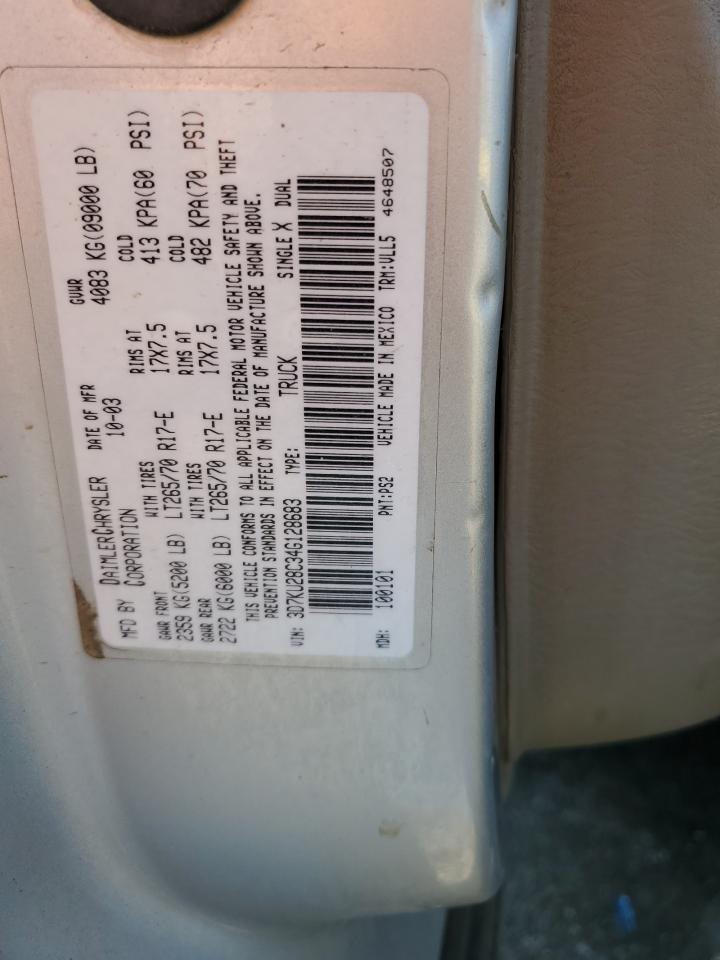 MFD BY DAIMLERCHRYSLER CORPORATION DATE OF MFR 10-03 GVWR 4083 KG(09000 LB)
GAWR FRONT WITH TIRES RIMS AT COLD
2359 KG(5200 LB) LT265/70 R17-E 17X7.5 413 KPA(60 PSI)
GAWR REAR WITH TIRES RIMS AT COLD
2722 KG(6000 LB) LT265/70 R17-E 17X7.5 482 KPA(70 PSI)
THIS VEHICLE CONFORMS TO ALL APPLICABLE FEDERAL MOTOR VEHICLE SAFETY AND THEFT
PREVENTION STANDARDS IN EFFECT ON THE DATE OF MANUFACTURE SHOWN ABOVE.
VIN: 3D7KU28C34G128683 TYPE: TRUCK SINGLE X DUAL
MDH: 100101 PNT:PS2 VEHICLE MADE IN MEXICO TRM:VLL5 4648507